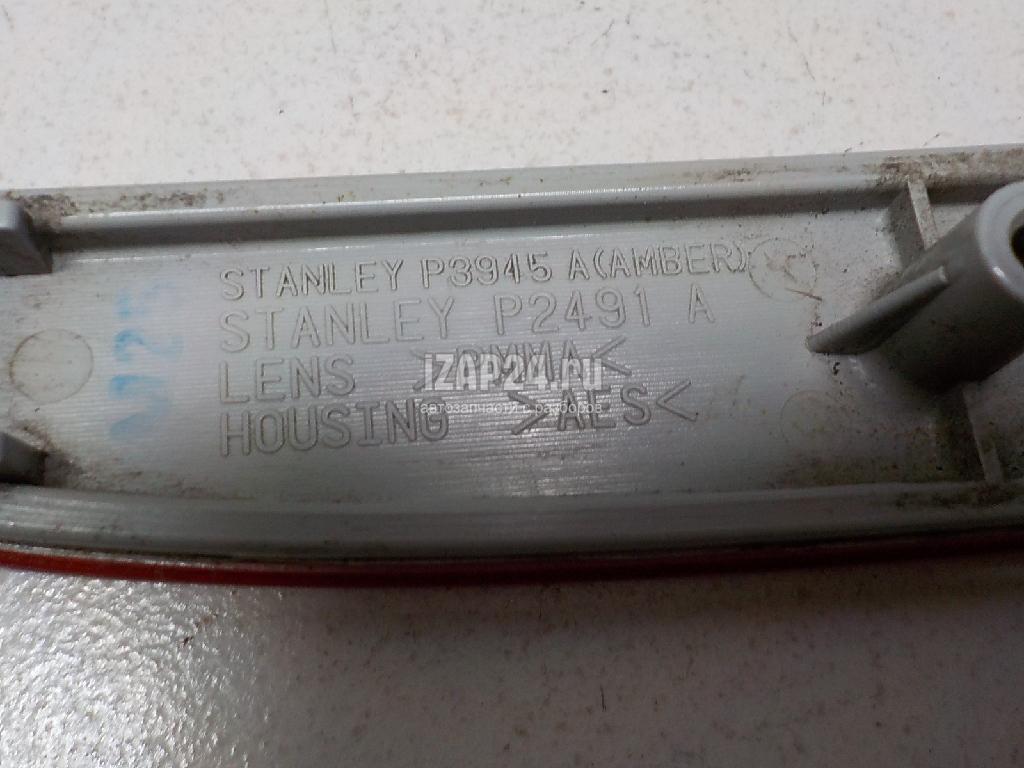 STANLEY P3945 A(AMBER)
STANLEY P2491 A
LENS >PMMA<
IZAP24.ru
автозапчасти с разборов
HOUSING >AES<